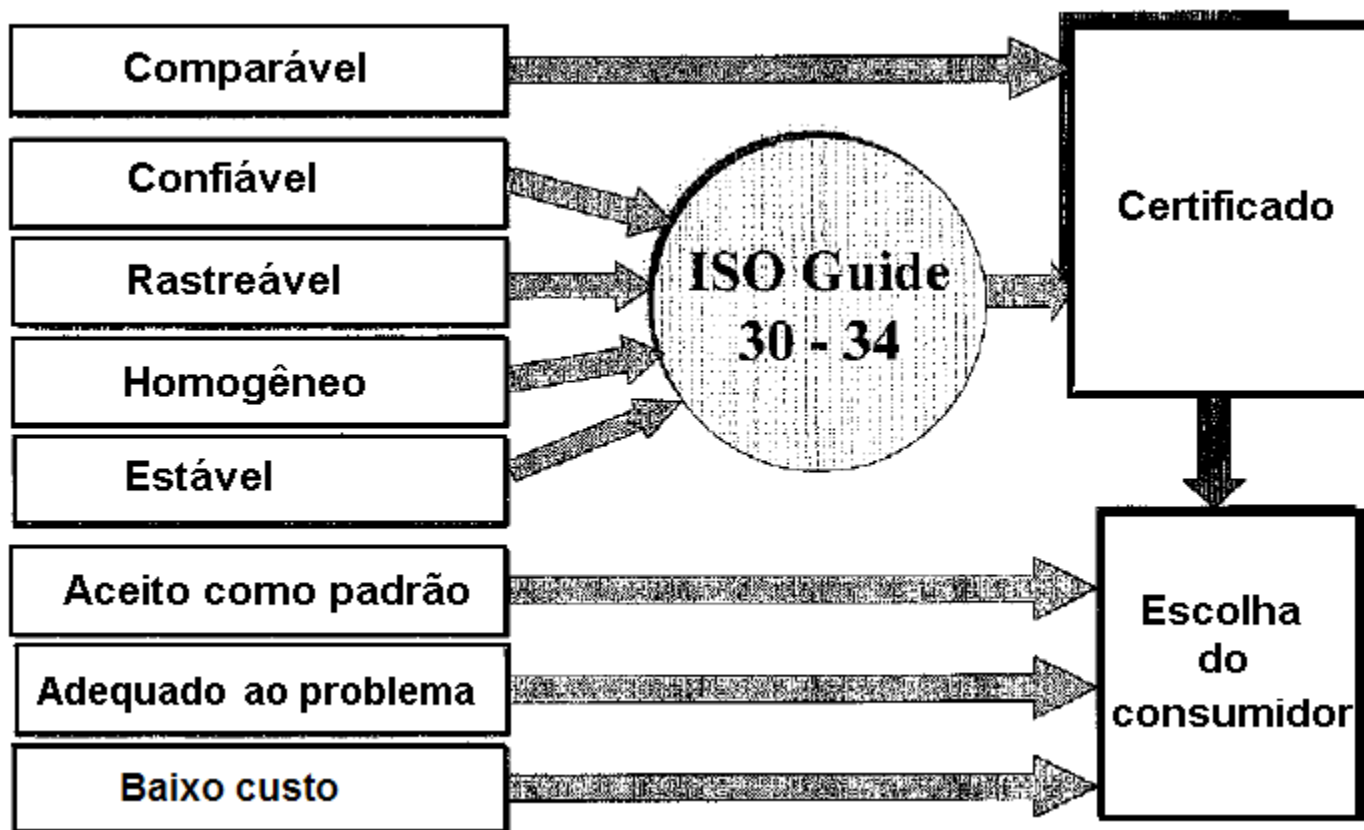 Comparável
Confiável
Rastreável
Homogêneo
Estável
Aceito como padrão
Adequado ao problema
Baixo custo
ISO Guide
30 - 34
Certificado
Escolha
do
consumidor